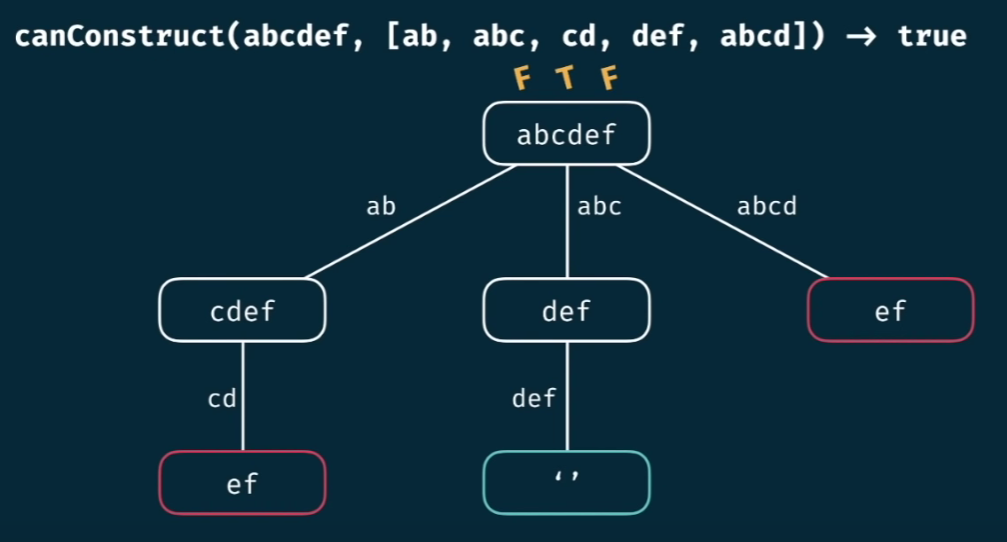 canConstruct(abcdef, [ab, abc, cd, def, abcd]) → true
F T F
abcdef
ab abc abcd
cdef def ef
cd def
ef ‘’